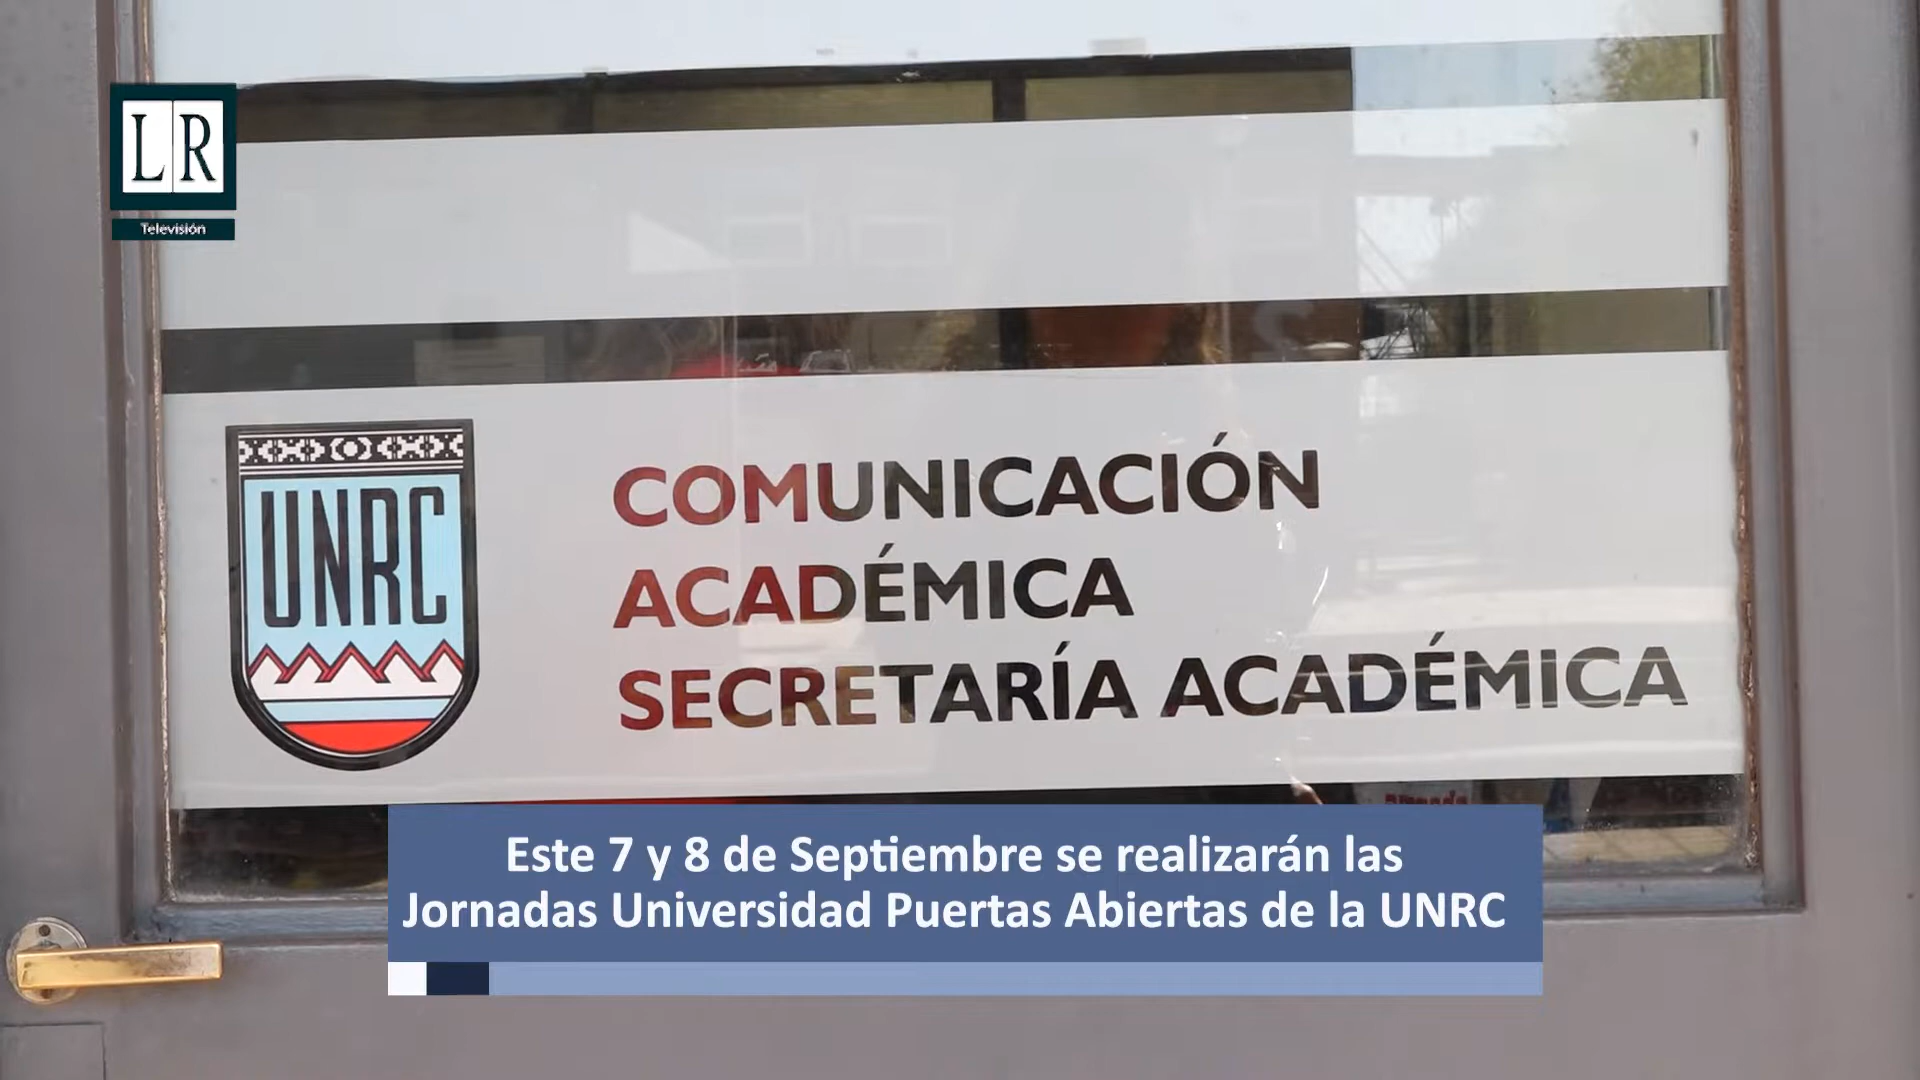 LR
Televisión
UNRC
COMUNICACIÓN
ACADÉMICA
SECRETARÍA ACADÉMICA
Este 7 y 8 de Septiembre se realizarán las
Jornadas Universidad Puertas Abiertas de la UNRC